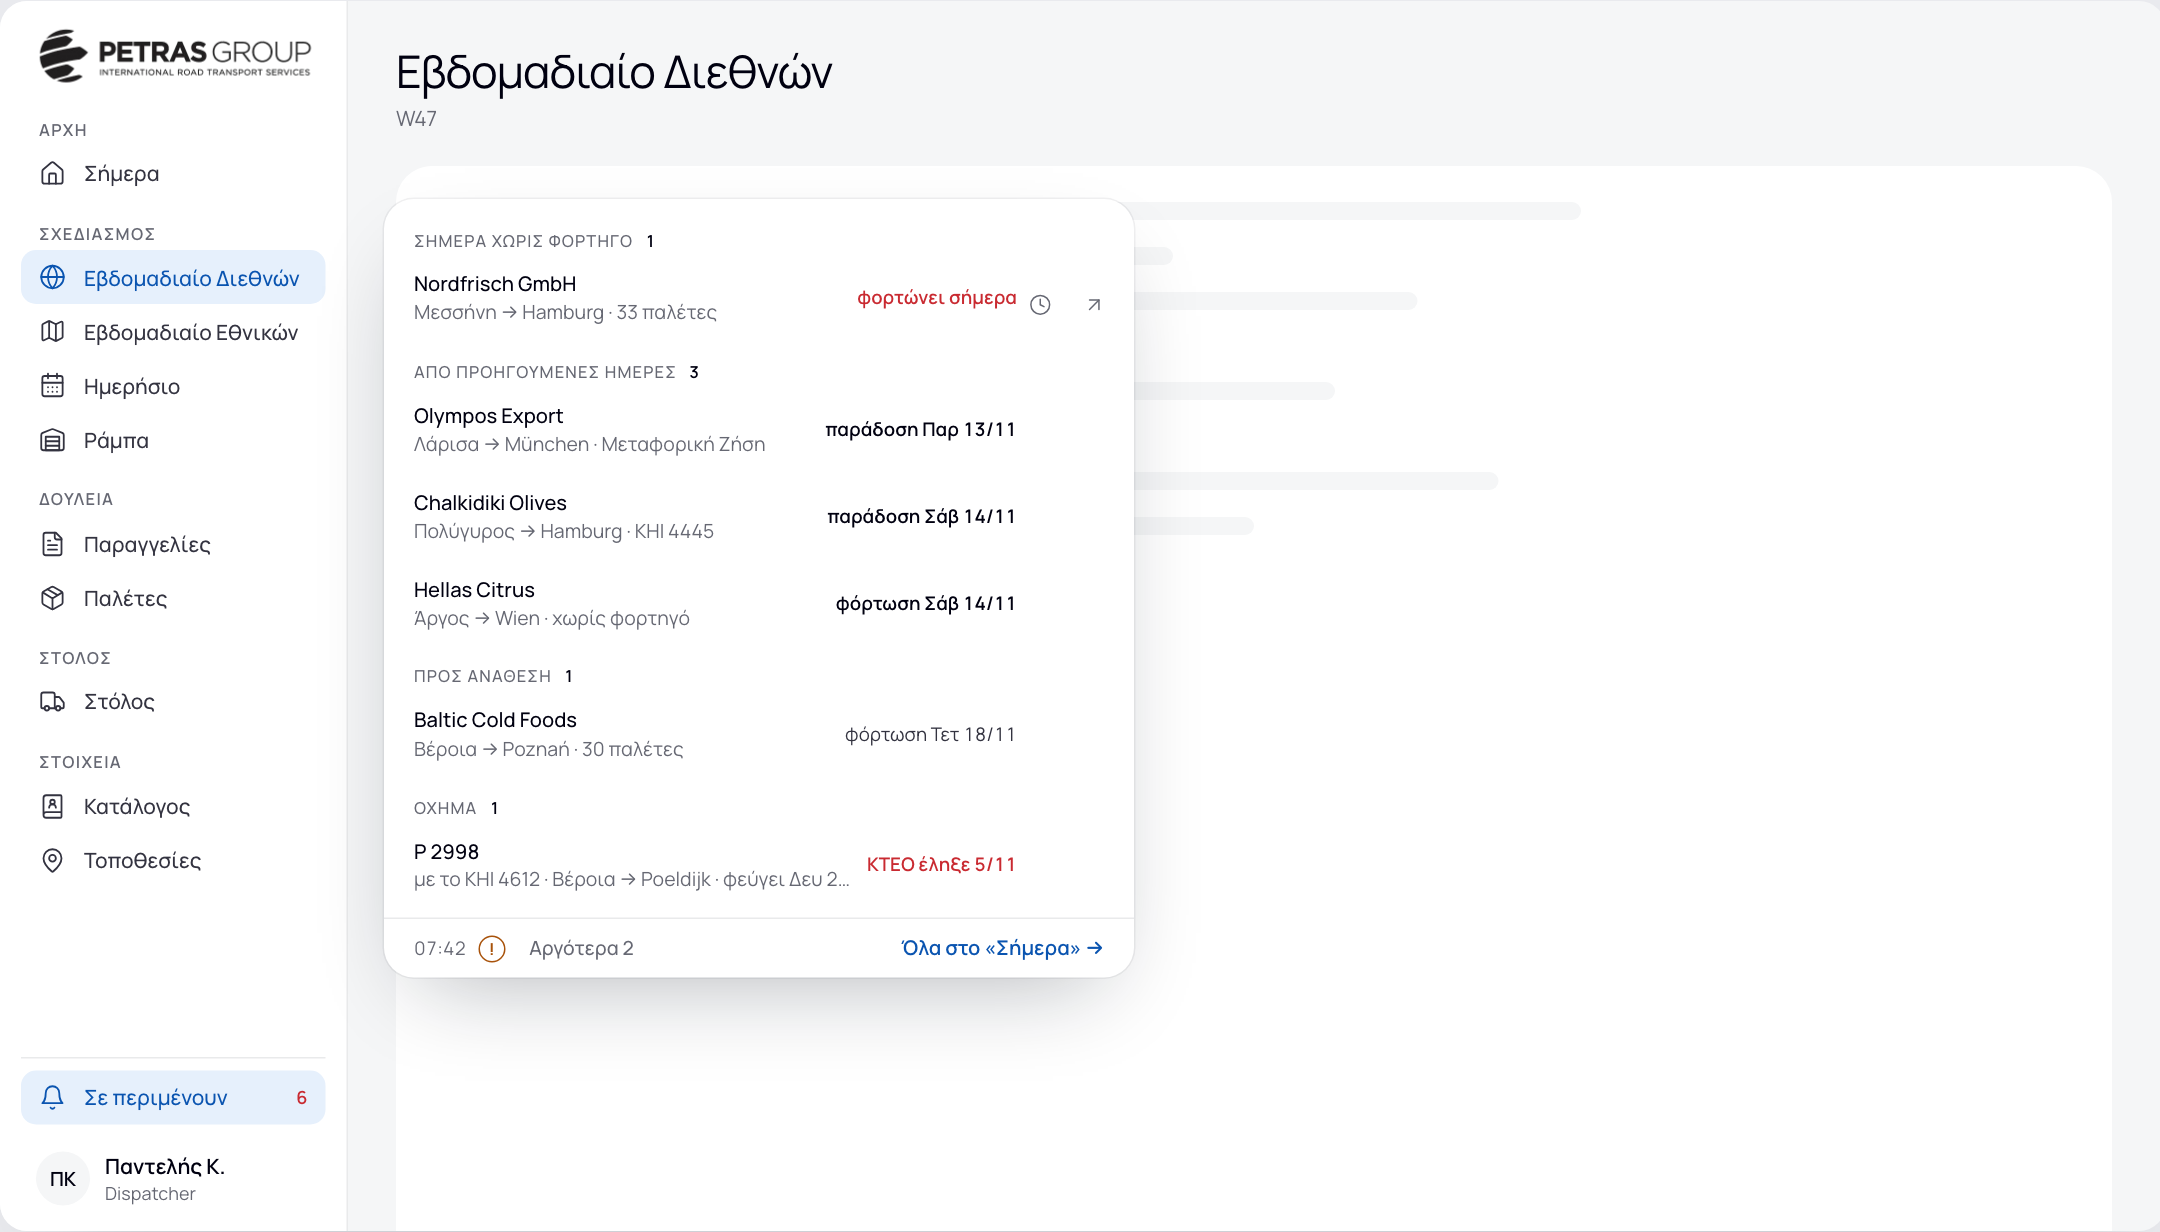 PETRAS GROUP
INTERNATIONAL ROAD TRANSPORT SERVICES
ΑΡΧΗ
Σήμερα
ΣΧΕΔΙΑΣΜΟΣ
Εβδομαδιαίο Διεθνών
Εβδομαδιαίο Εθνικών
Ημερήσιο
Ράμπα
ΔΟΥΛΕΙΑ
Παραγγελίες
Παλέτες
ΣΤΟΛΟΣ
Στόλος
ΣΤΟΙΧΕΙΑ
Κατάλογος
Τοποθεσίες
Σε περιμένουν 6
ΠΚ
Παντελής Κ.
Dispatcher
Εβδομαδιαίο Διεθνών
W47
ΣΗΜΕΡΑ ΧΩΡΙΣ ΦΟΡΤΗΓΟ 1
Nordfrisch GmbH
Μεσσήνη → Hamburg · 33 παλέτες
φορτώνει σήμερα
ΑΠΟ ΠΡΟΗΓΟΥΜΕΝΕΣ ΗΜΕΡΕΣ 3
Olympos Export
Λάρισα → München · Μεταφορική Ζήση
παράδοση Παρ 13/11
Chalkidiki Olives
Πολύγυρος → Hamburg · ΚΗΙ 4445
παράδοση Σάβ 14/11
Hellas Citrus
Άργος → Wien · χωρίς φορτηγό
φόρτωση Σάβ 14/11
ΠΡΟΣ ΑΝΑΘΕΣΗ 1
Baltic Cold Foods
Βέροια → Poznań · 30 παλέτες
φόρτωση Τετ 18/11
ΟΧΗΜΑ 1
Ρ 2998
με το ΚΗΙ 4612 · Βέροια → Poeldijk · φεύγει Δευ 2…
ΚΤΕΟ έληξε 5/11
07:42
Αργότερα 2
Όλα στο «Σήμερα» →